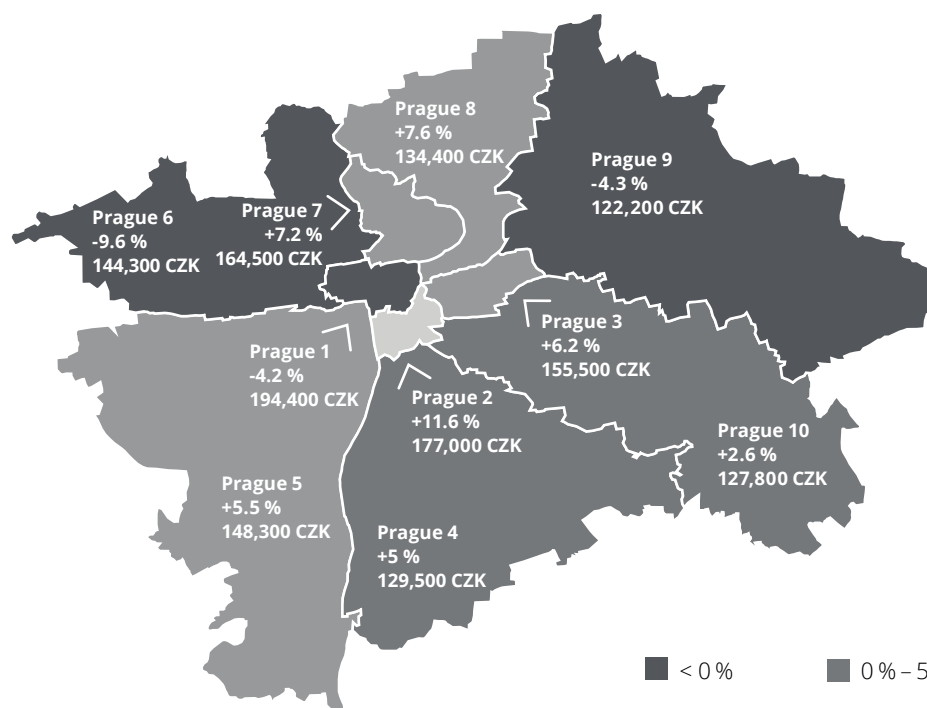 Prague 8
+7.6 %
134,400 CZK
Prague 9
-4.3 %
122,200 CZK
Prague 7
+7.2 %
164,500 CZK
Prague 6
-9.6 %
144,300 CZK
Prague 3
+6.2 %
155,500 CZK
Prague 1
-4.2 %
194,400 CZK
Prague 2
+11.6 %
177,000 CZK
Prague 10
+2.6 %
127,800 CZK
Prague 5
+5.5 %
148,300 CZK
Prague 4
+5 %
129,500 CZK
< 0 %
0 % – 5